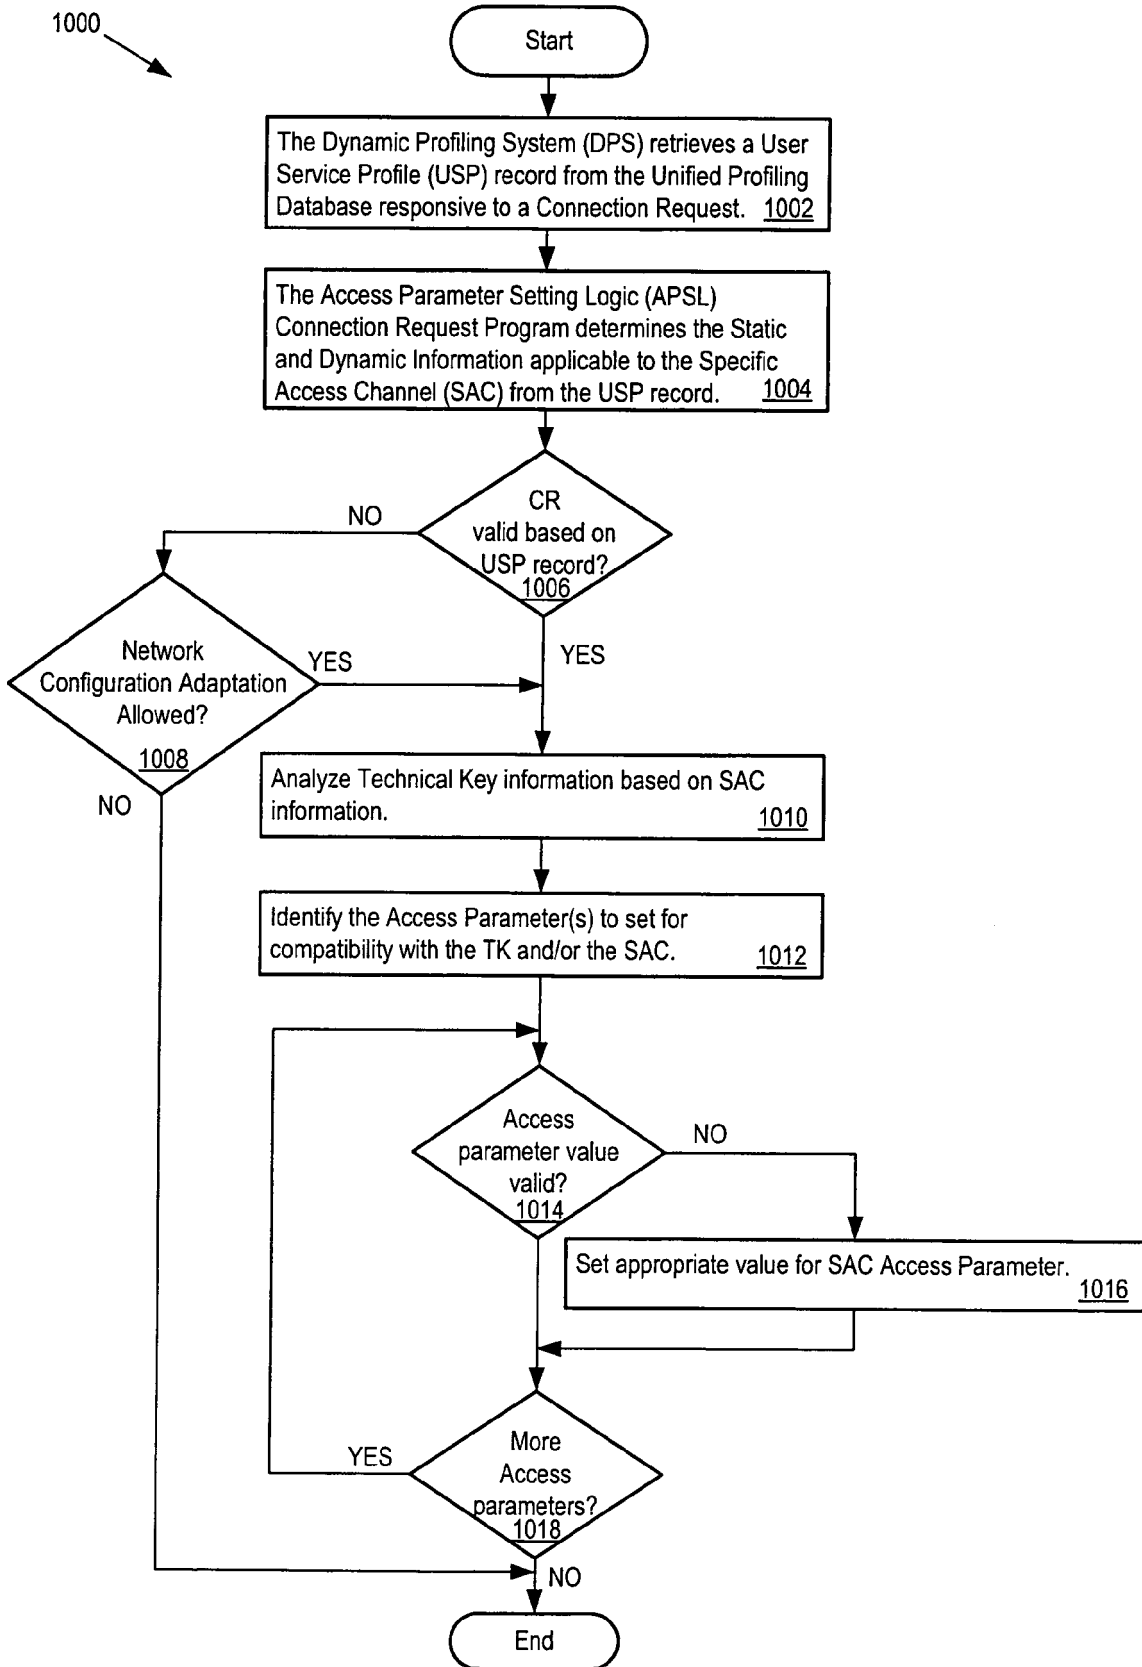 1000
Start
The Dynamic Profiling System (DPS) retrieves a User
Service Profile (USP) record from the Unified Profiling
Database responsive to a Connection Request. 1002
The Access Parameter Setting Logic (APSL)
Connection Request Program determines the Static
and Dynamic Information applicable to the Specific
Access Channel (SAC) from the USP record. 1004
CR
valid based on
USP record?
1006
NO
YES
Network
Configuration Adaptation
Allowed?
1008
YES
NO
Analyze Technical Key information based on SAC
information. 1010
Identify the Access Parameter(s) to set for
compatibility with the TK and/or the SAC. 1012
Access
parameter value
valid?
1014
NO
Set appropriate value for SAC Access Parameter.
1016
More
Access
parameters?
1018
YES
NO
End